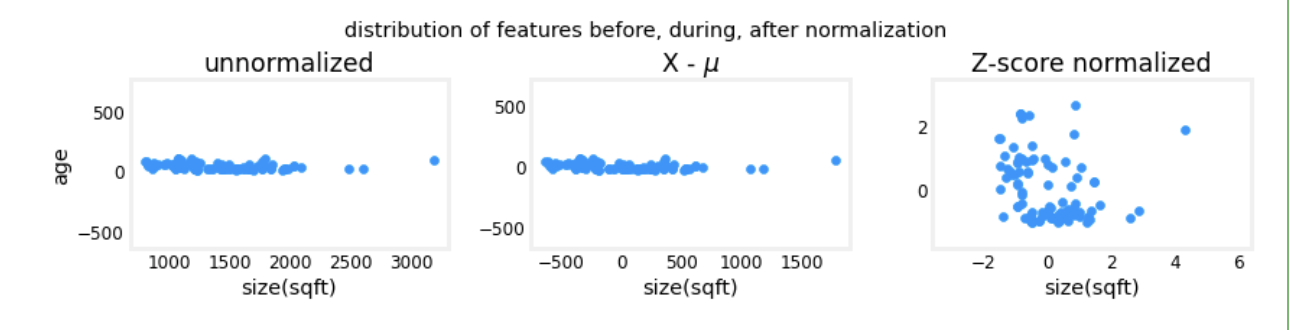 distribution of features before, during, after normalization
unnormalized
X - μ
Z-score normalized
500
0
−500
age
1000 1500 2000 2500 3000
size(sqft)
500
0
−500
−500 0 500 1000 1500
size(sqft)
2
0
−2 0 2 4 6
size(sqft)